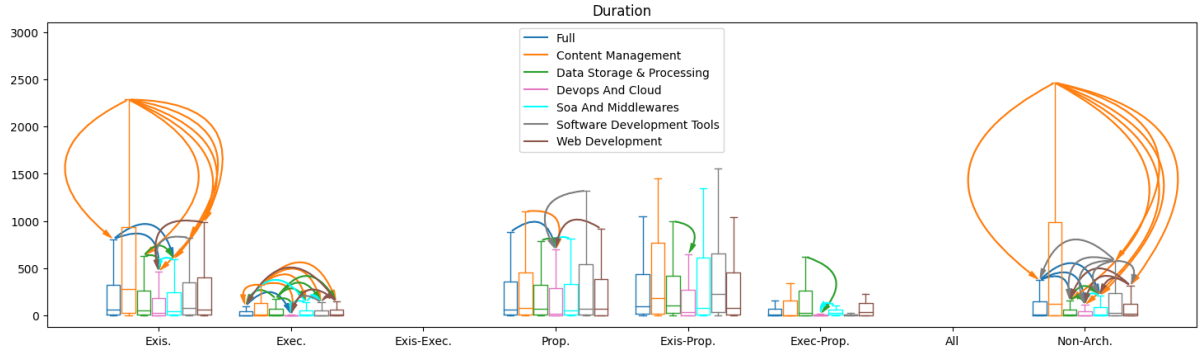 Duration
3000
2500
2000
1500
1000
500
0
Full
Content Management
Data Storage & Processing
Devops And Cloud
Soa And Middlewares
Software Development Tools
Web Development
Exis.
Exec.
Exis-Exec.
Prop.
Exis-Prop.
Exec-Prop.
All
Non-Arch.